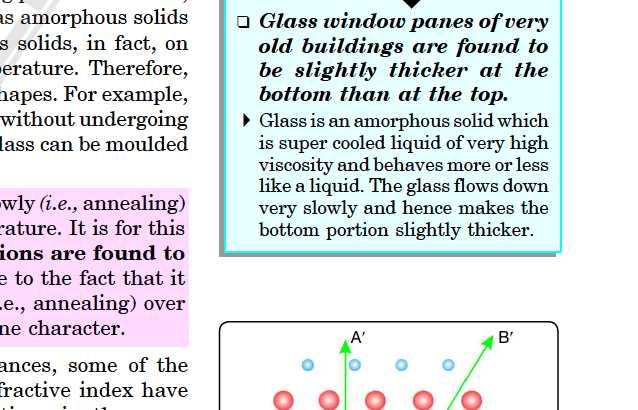 as amorphous solids
s solids, in fact, on
erature. Therefore,
hapes. For example,
without undergoing
lass can be moulded
wly (i.e., annealing)
rature. It is for this
ions are found to
e to the fact that it
.e., annealing) over
ne character.
ances, some of the
fractive index have
❑ Glass window panes of very
old buildings are found to
be slightly thicker at the
bottom than at the top.
Glass is an amorphous solid which
is super cooled liquid of very high
viscosity and behaves more or less
like a liquid. The glass flows down
very slowly and hence makes the
bottom portion slightly thicker.
A′ B′